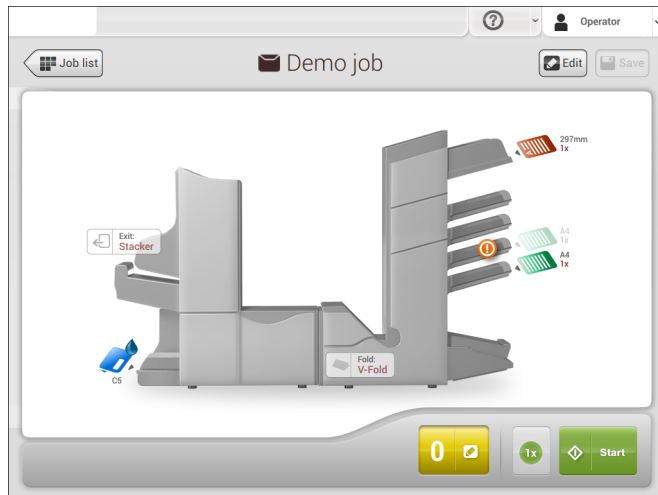 ?
Operator
Job list
Demo job
Edit
Save
297mm
1x
Exit:
Stacker
A4
1x
A4
1x
C5
Fold:
V-Fold
0
1x
Start